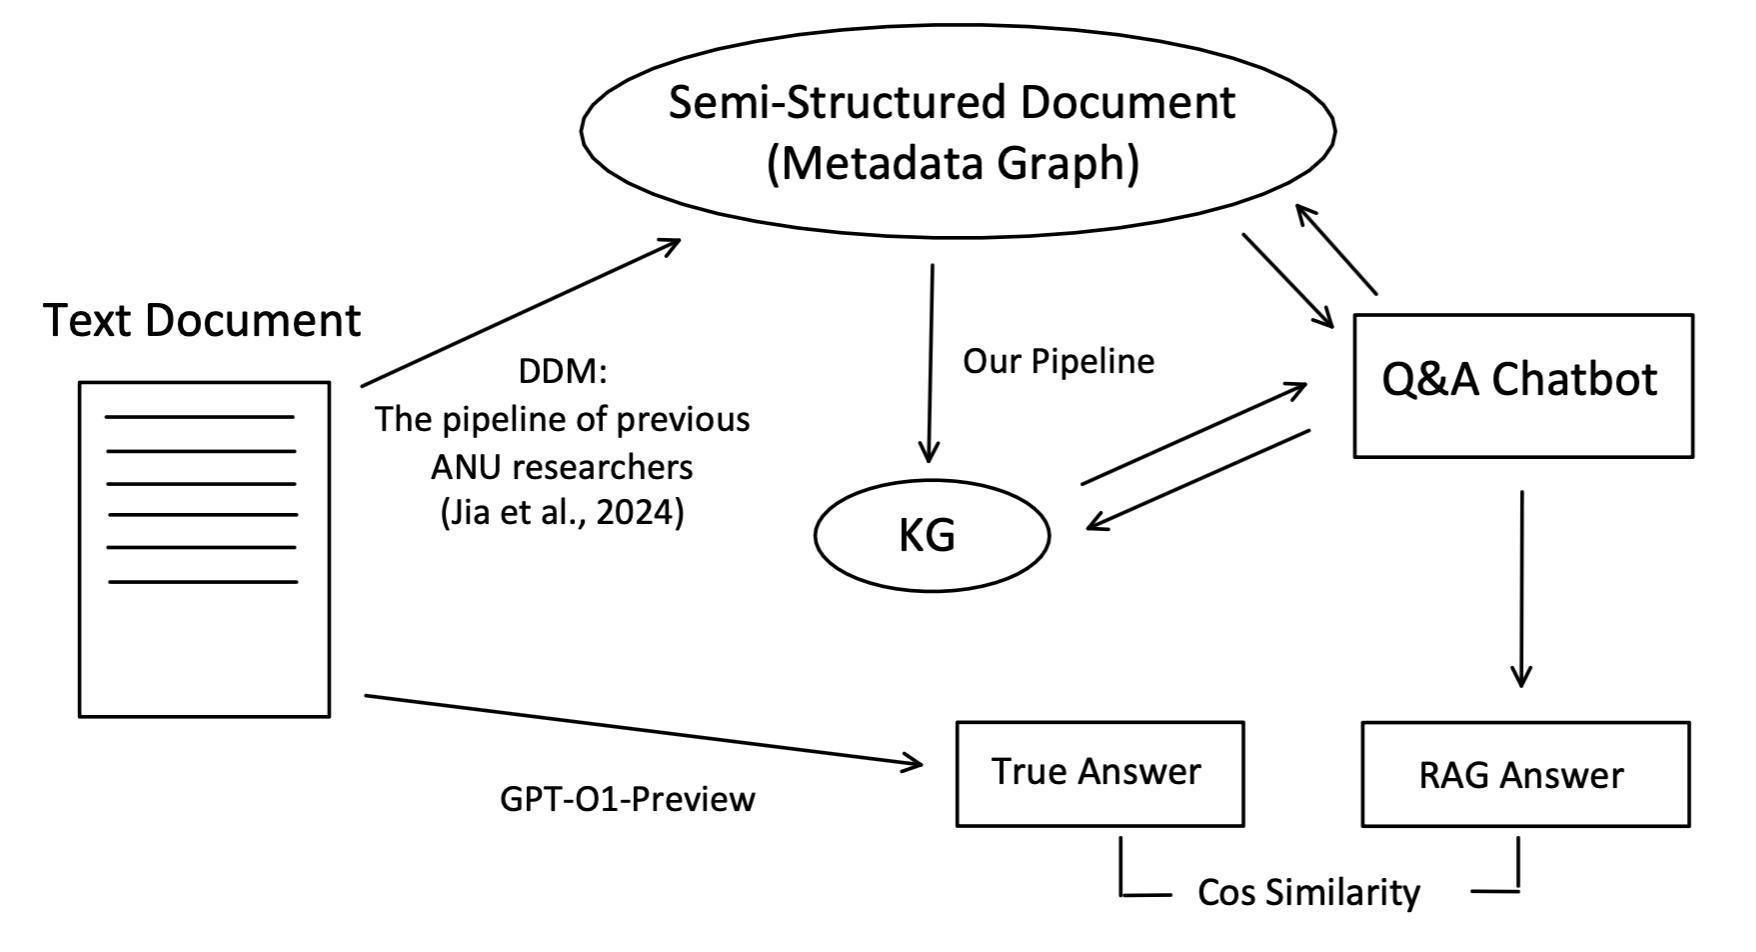 Semi-Structured Document
(Metadata Graph)
Text Document
DDM:
The pipeline of previous
ANU researchers
(Jia et al., 2024)
Our Pipeline
Q&A Chatbot
KG
GPT-O1-Preview
True Answer
RAG Answer
Cos Similarity